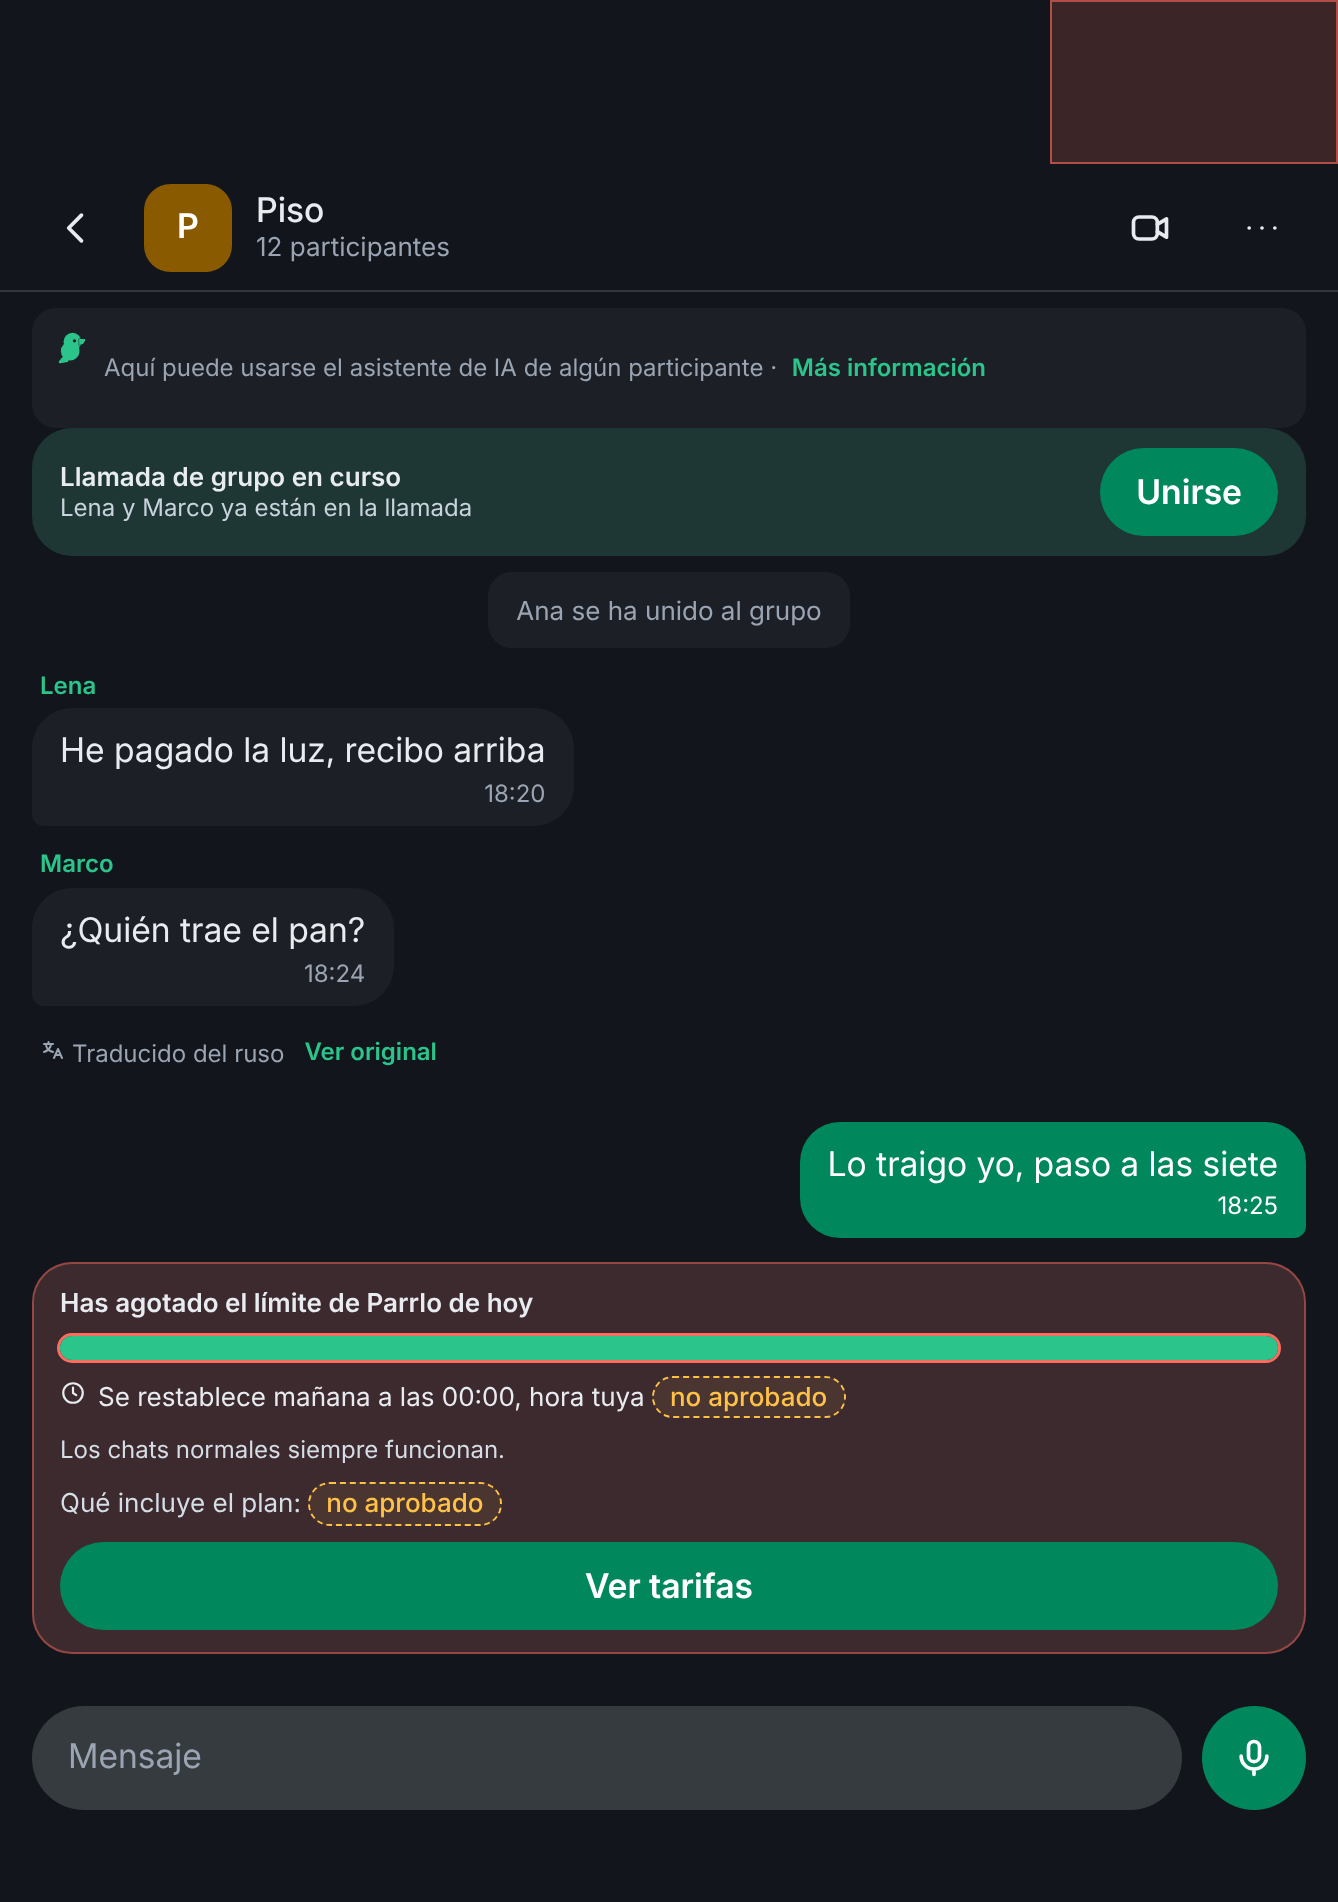 P
Piso
12 participantes
Aquí puede usarse el asistente de IA de algún participante · Más información
Llamada de grupo en curso
Lena y Marco ya están en la llamada
Unirse
Ana se ha unido al grupo
Lena
He pagado la luz, recibo arriba
18:20
Marco
¿Quién trae el pan?
18:24
Traducido del ruso Ver original
Lo traigo yo, paso a las siete
18:25
Has agotado el límite de Parrlo de hoy
Se restablece mañana a las 00:00, hora tuya no aprobado
Los chats normales siempre funcionan.
Qué incluye el plan: no aprobado
Ver tarifas
Mensaje